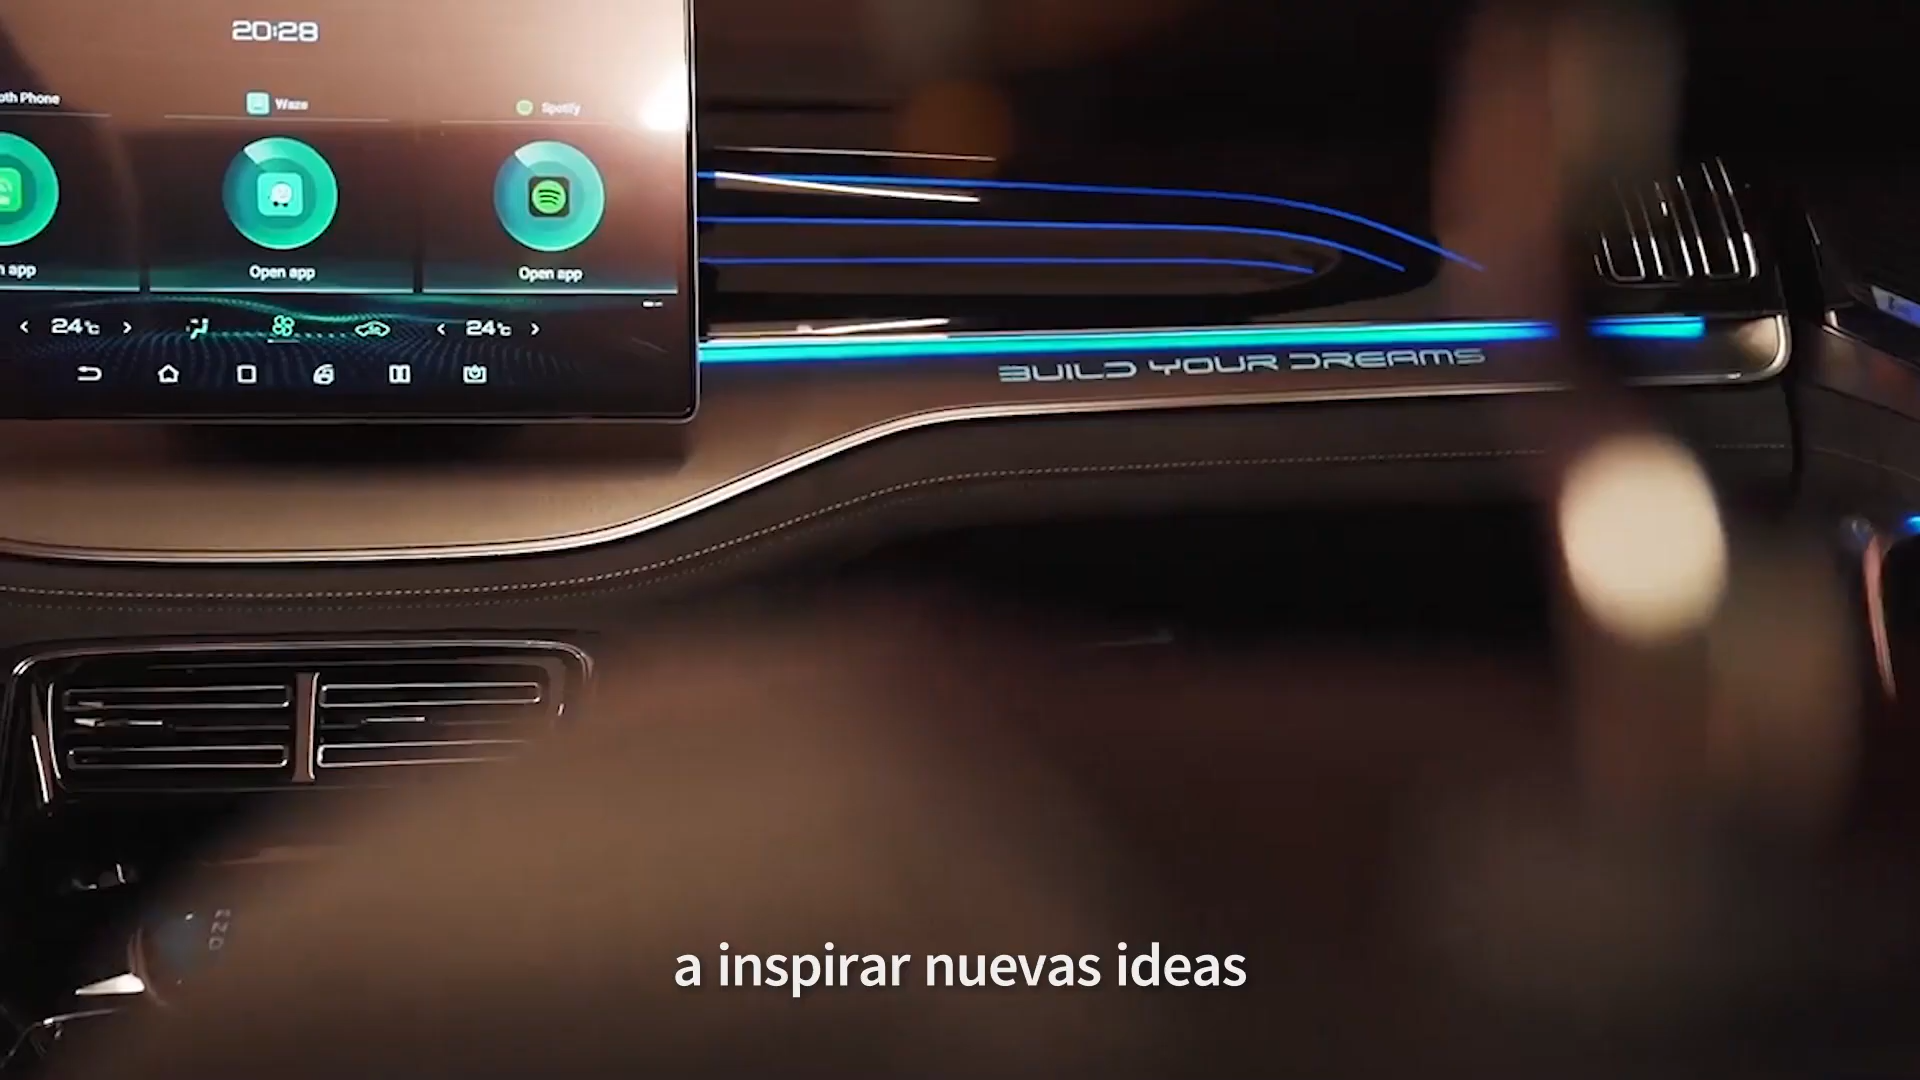 20:28
oth Phone
Waze
Spotify
n app
Open app
Open app
24°c
24°c
BUILD YOUR DREAMS
a inspirar nuevas ideas